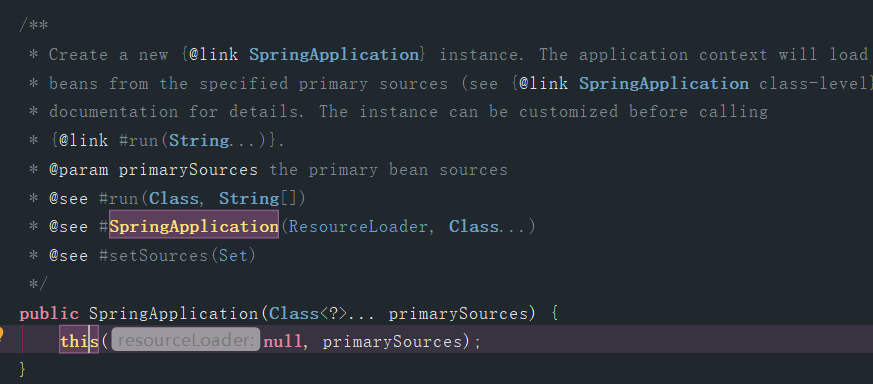 /**
* Create a new {@link SpringApplication} instance. The application context will load
* beans from the specified primary sources (see {@link SpringApplication class-level}
* documentation for details. The instance can be customized before calling
* {@link #run(String...)}.
* @param primarySources the primary bean sources
* @see #run(Class, String[])
* @see #SpringApplication(ResourceLoader, Class...)
* @see #setSources(Set)
*/
public SpringApplication(Class<?>... primarySources) {
this( resourceLoader: null, primarySources);
}